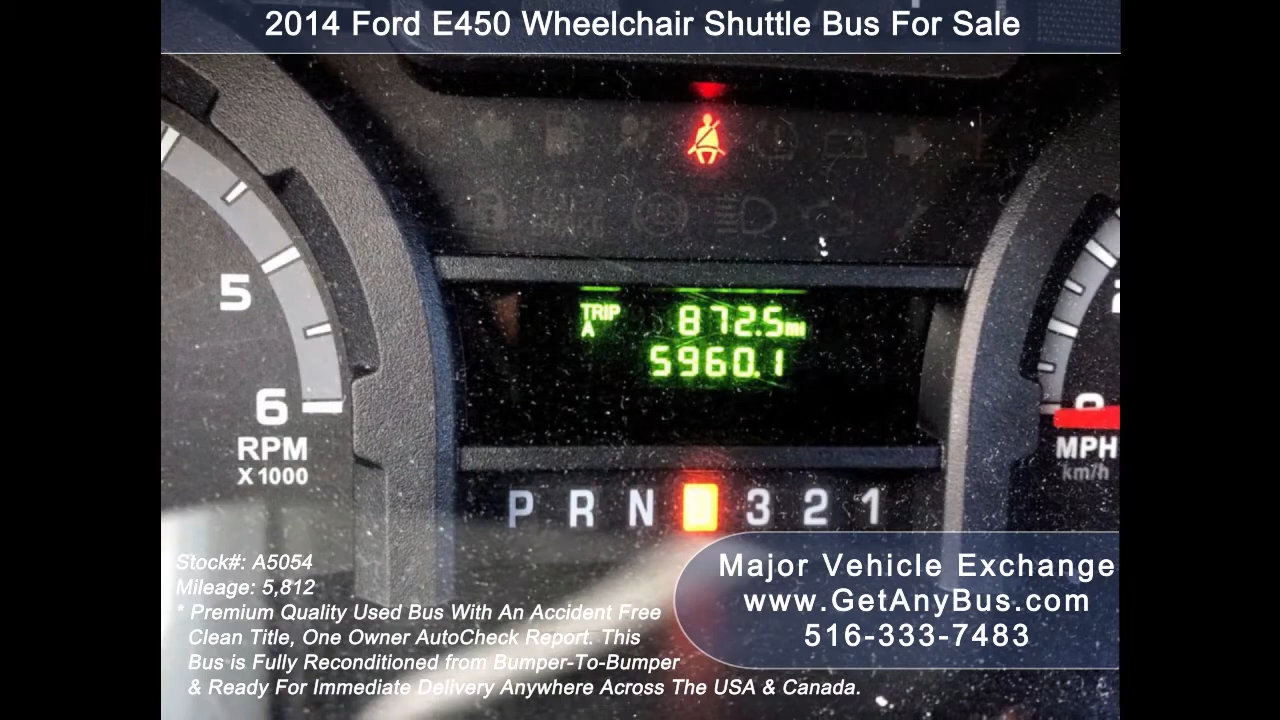 2014 Ford E450 Wheelchair Shuttle Bus For Sale
5
6
RPM
X 1000
TRIP
A
872.5mi
5960.1
P R N D 3 2 1
MPH
km/h
Stock#: A5054
Mileage: 5,812
* Premium Quality Used Bus With An Accident Free
Clean Title, One Owner AutoCheck Report. This
Bus is Fully Reconditioned from Bumper-To-Bumper
& Ready For Immediate Delivery Anywhere Across The USA & Canada.
Major Vehicle Exchange
www.GetAnyBus.com
516-333-7483